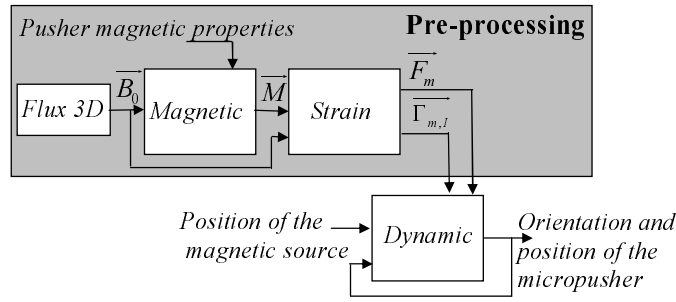 Pusher magnetic properties
Pre-processing
Flux 3D
B₀
Magnetic
M
Strain
Fₘ
Γₘ,ₗ
Position of the
magnetic source
Dynamic
Orientation and
position of the
micropusher